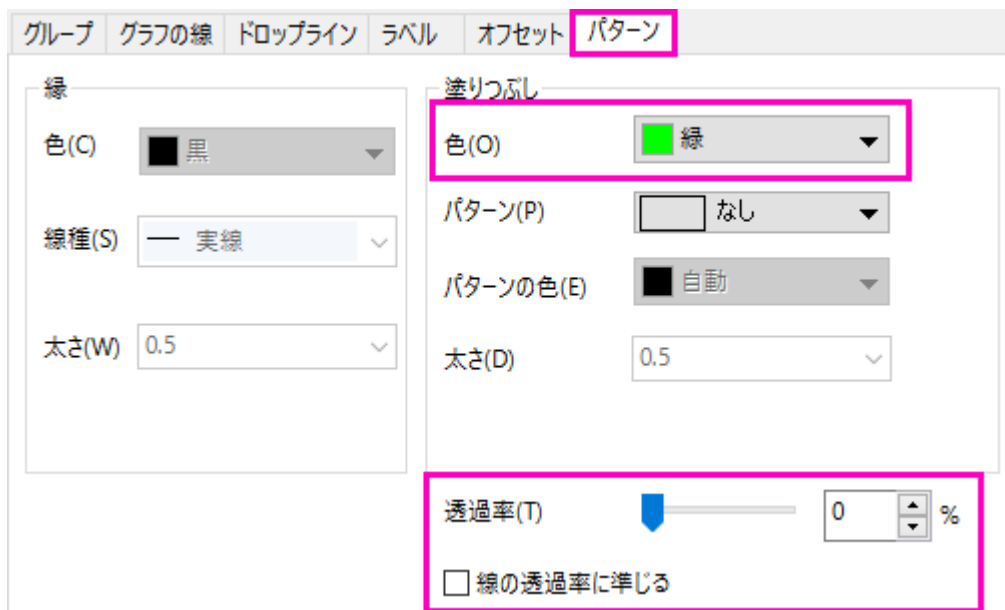 グループ グラフの線 ドロップライン ラベル オフセット パターン
縁
色(C) 黒
線種(S) 実線
太さ(W) 0.5
塗りつぶし
色(O) 緑
パターン(P) なし
パターンの色(E) 自動
太さ(D) 0.5
透過率(T) 0 %
線の透過率に準じる